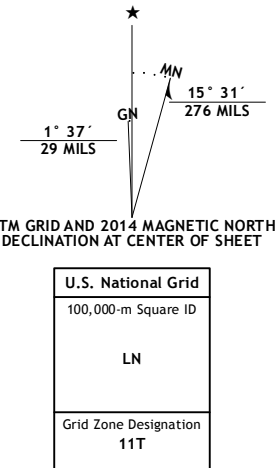 MN
GN
15° 31´
276 MILS
1° 37´
29 MILS
TM GRID AND 2014 MAGNETIC NORTH
DECLINATION AT CENTER OF SHEET
U.S. National Grid
100,000-m Square ID
LN
Grid Zone Designation
11T